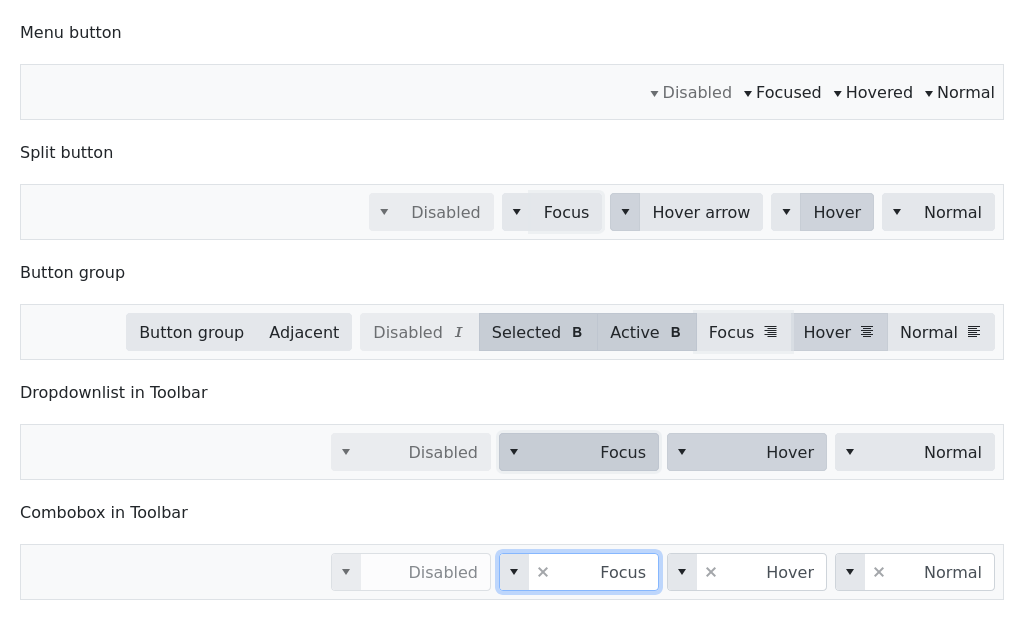 Menu button
Disabled Focused Hovered Normal
Split button
Disabled Focus Hover arrow Hover Normal
Button group
Button group Adjacent Disabled I Selected B Active B Focus Hover Normal
Dropdownlist in Toolbar
Disabled Focus Hover Normal
Combobox in Toolbar
Disabled Focus Hover Normal